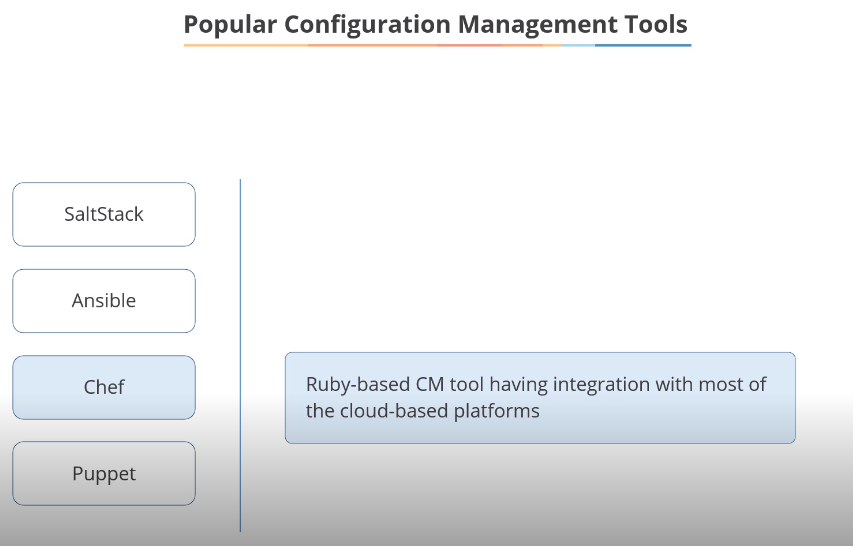 Popular Configuration Management Tools
SaltStack
Ansible
Chef
Ruby-based CM tool having integration with most of
the cloud-based platforms
Puppet